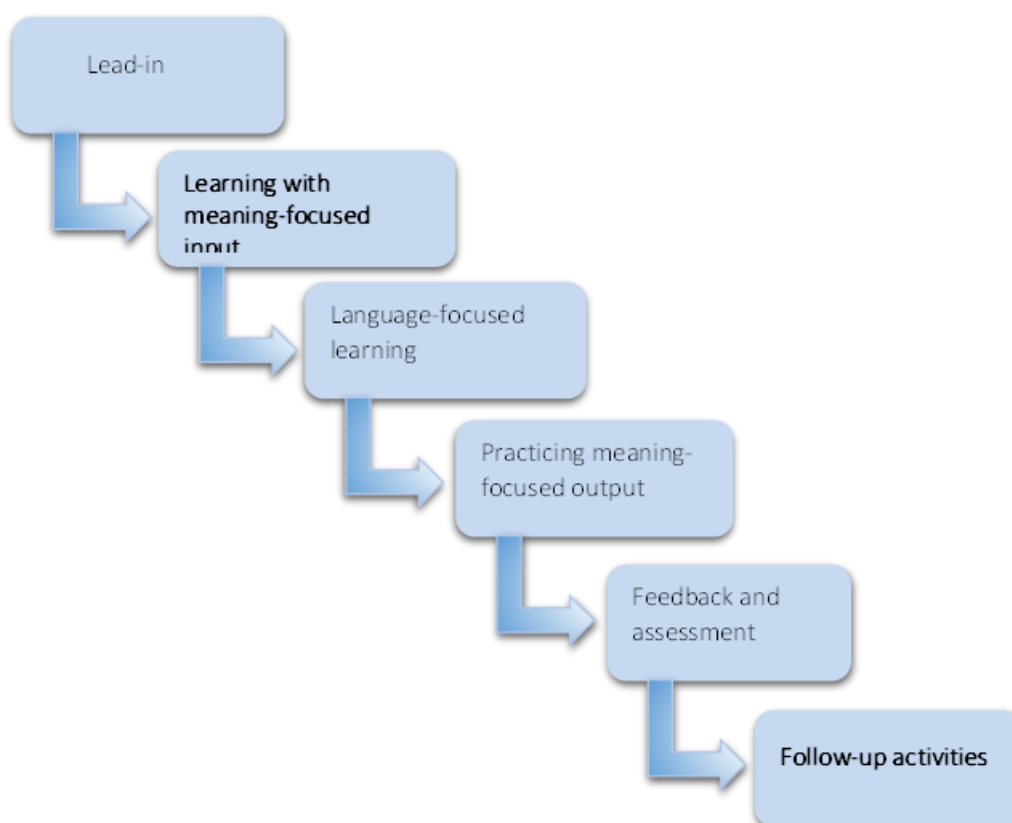 Lead-in
Learning with
meaning-focused
input
Language-focused
learning
Practicing meaning-
focused output
Feedback and
assessment
Follow-up activities